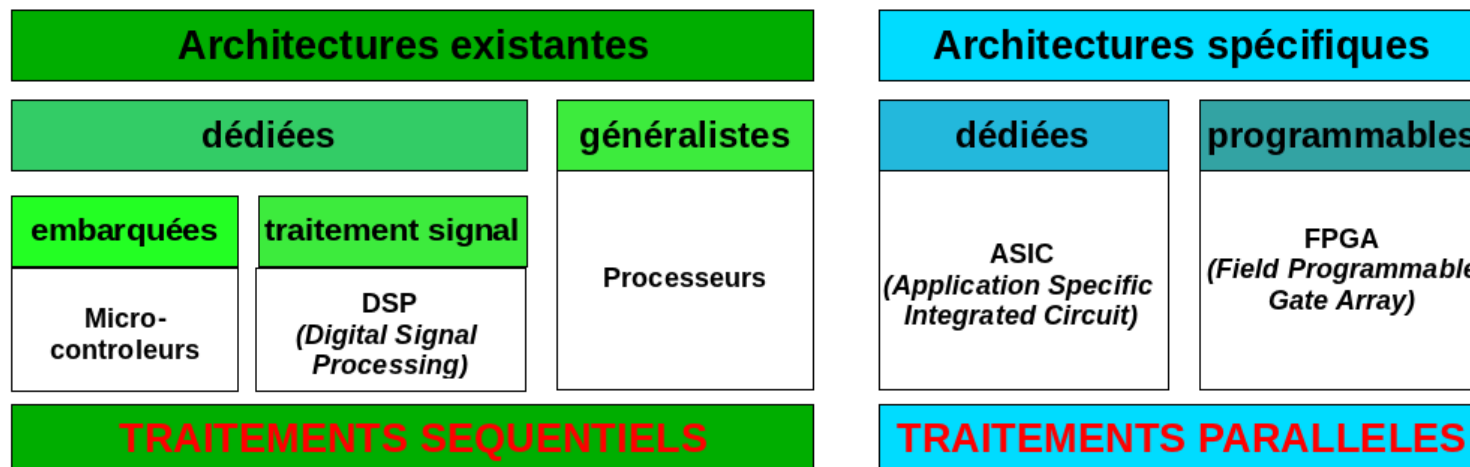 Architectures existantes
Architectures spécifiques
dédiées
généralistes
dédiées
programmables
embarquées
traitement signal
Micro-
controleurs
DSP
(Digital Signal
Processing)
Processeurs
ASIC
(Application Specific
Integrated Circuit)
FPGA
(Field Programmable
Gate Array)
TRAITEMENTS SEQUENTIELS
TRAITEMENTS PARALLELES